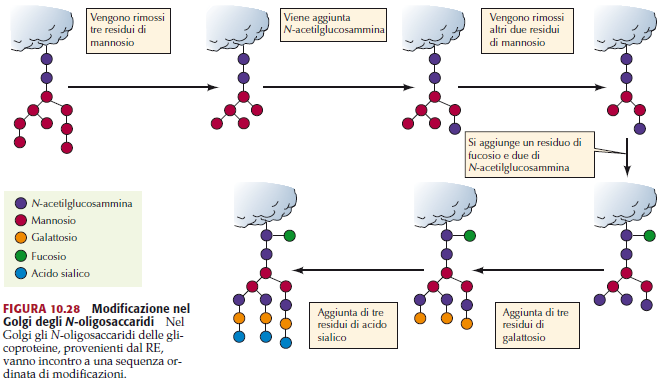 Vengono rimossi
tre residui di
mannosio
Viene aggiunta
N-acetilglucosammina
Vengono rimossi
altri due residui
di mannosio
Si aggiunge un residuo di
fucosio e due di
N-acetilglucosammina
Aggiunta di tre
residui di
galattosio
Aggiunta di tre
residui di acido
sialico
N-acetilglucosammina
Mannosio
Galattosio
Fucosio
Acido sialico
FIGURA 10.28 Modificazione nel
Golgi degli N-oligosaccaridi Nel
Golgi gli N-oligosaccaridi delle gli-
coproteine, provenienti dal RE,
vanno incontro a una sequenza or-
dinata di modificazioni.